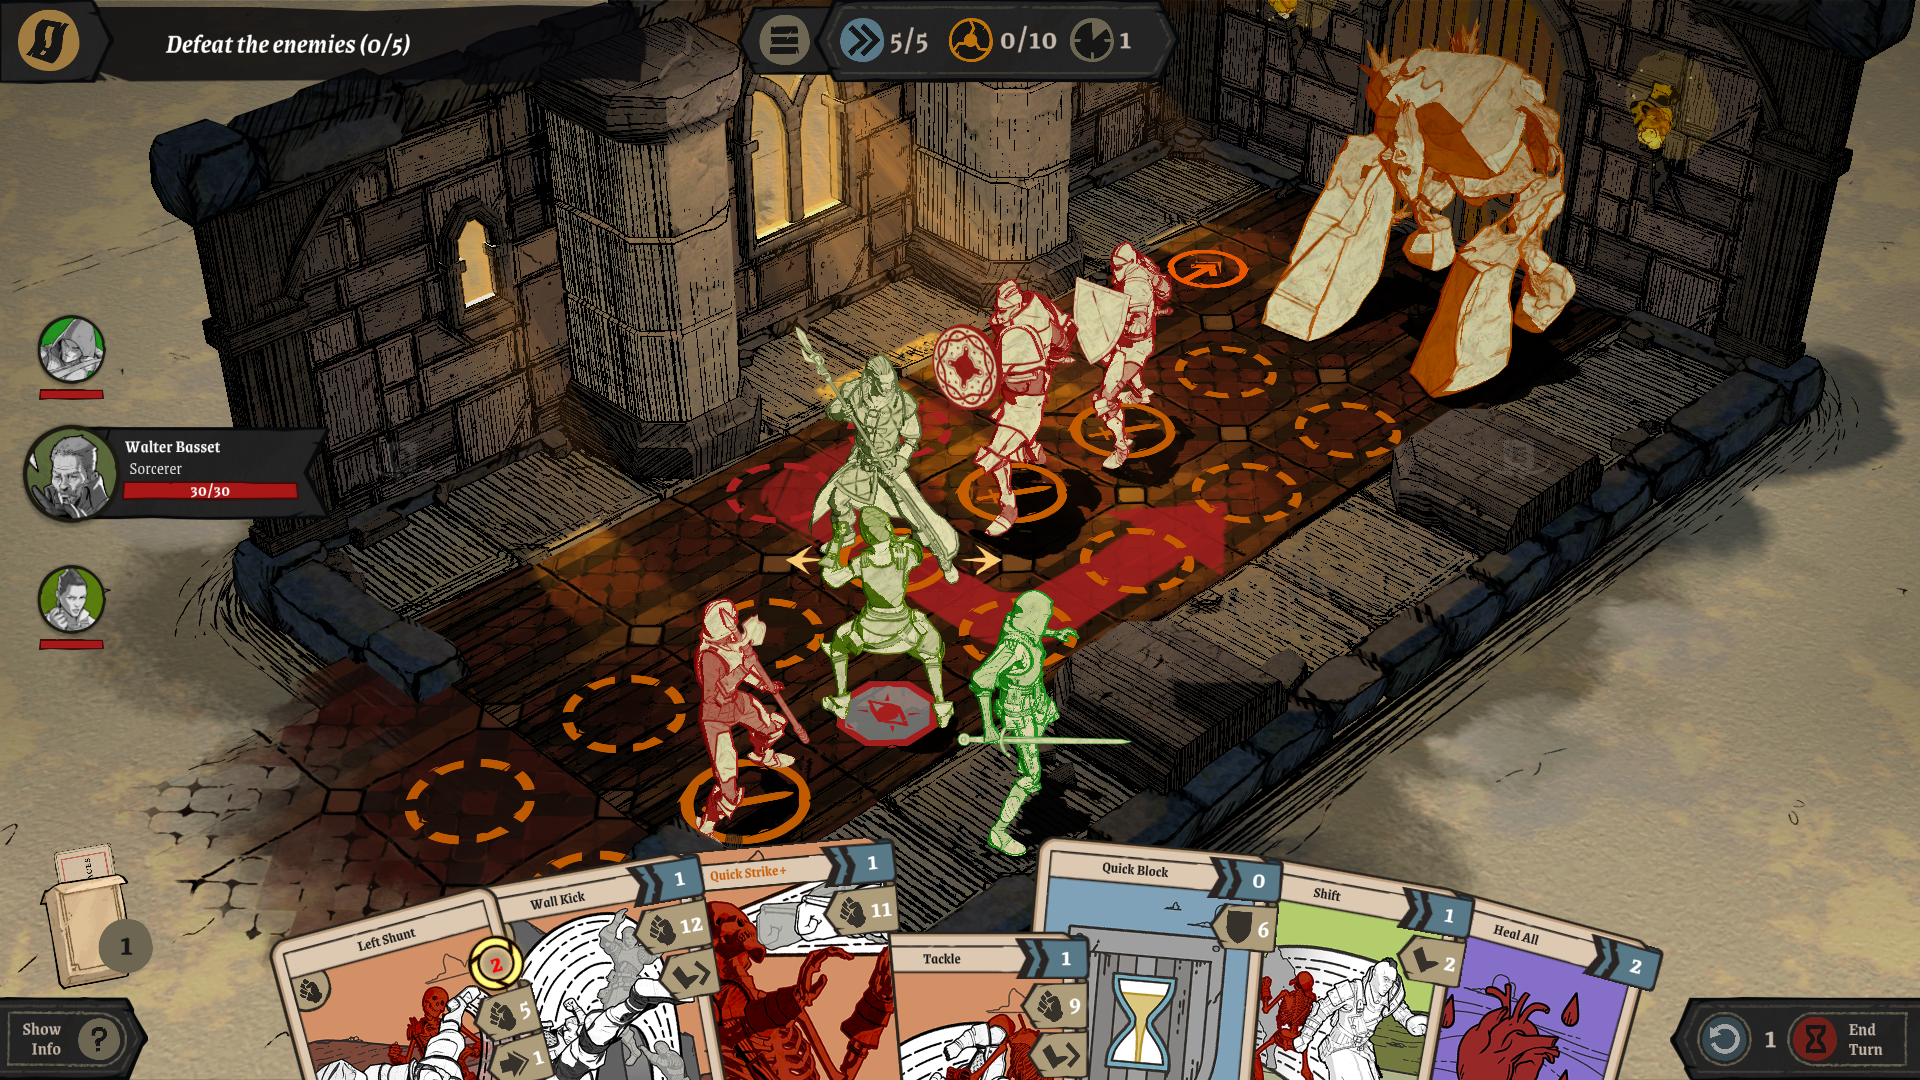 Defeat the enemies (0/5)
5/5
0/10
1
Walter Basset
Sorcerer
30/30
ACES
1
Show
Info
?
Left Shunt
2
5
1
Wall Kick
1
12
Quick Strike+
1
11
Tackle
1
9
Quick Block
0
6
Shift
1
2
Heal All
2
1
End
Turn